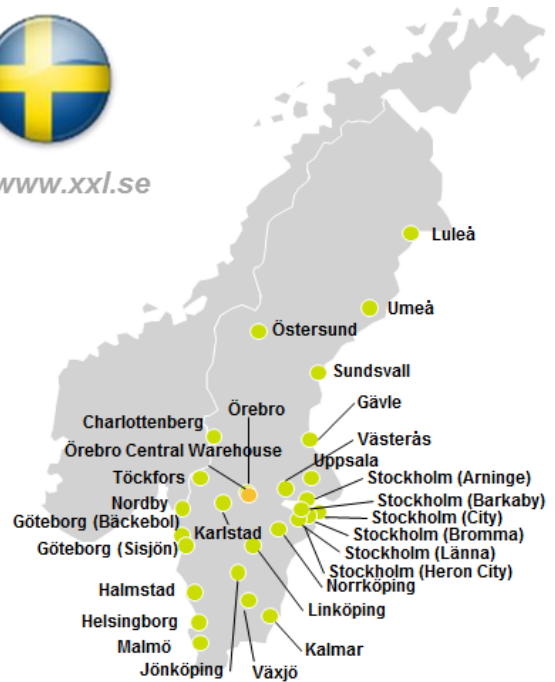 www.xxl.se
Luleå
Umeå
Östersund
Sundsvall
Gävle
Örebro
Charlottenberg
Västerås
Örebro Central Warehouse
Uppsala
Töckfors
Stockholm (Arninge)
Stockholm (Barkaby)
Nordby
Stockholm (City)
Göteborg (Bäckebol)
Karlstad
Stockholm (Bromma)
Göteborg (Sisjön)
Stockholm (Länna)
Stockholm (Heron City)
Norrköping
Halmstad
Linköping
Helsingborg
Malmö
Kalmar
Jönköping
Växjö